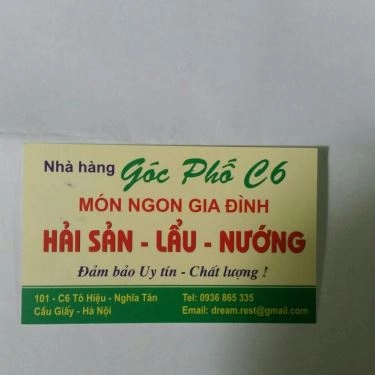 Nhà hàng Góc Phố C6
MÓN NGON GIA ĐÌNH
HẢI SẢN - LẨU - NƯỚNG
Đảm bảo Uy tín - Chất lượng !
101 - C6 Tô Hiệu - Nghĩa Tân
Cầu Giấy - Hà Nội
Tel: 0936 865 335
Email: dream.rest@gmail.com